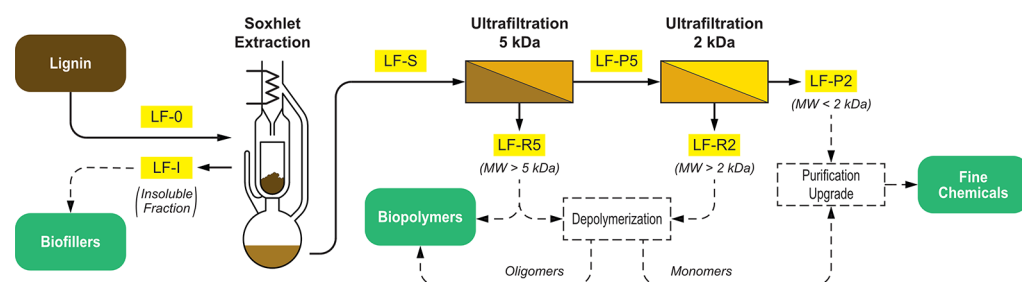 Soxhlet
Extraction
Ultrafiltration
5 kDa
Ultrafiltration
2 kDa
Lignin
LF-0
LF-S
LF-P5
LF-P2
(MW < 2 kDa)
LF-I
(Insoluble
Fraction)
LF-R5
(MW > 5 kDa)
LF-R2
(MW > 2 kDa)
Purification
Upgrade
Fine
Chemicals
Biofillers
Biopolymers
Depolymerization
Oligomers
Monomers